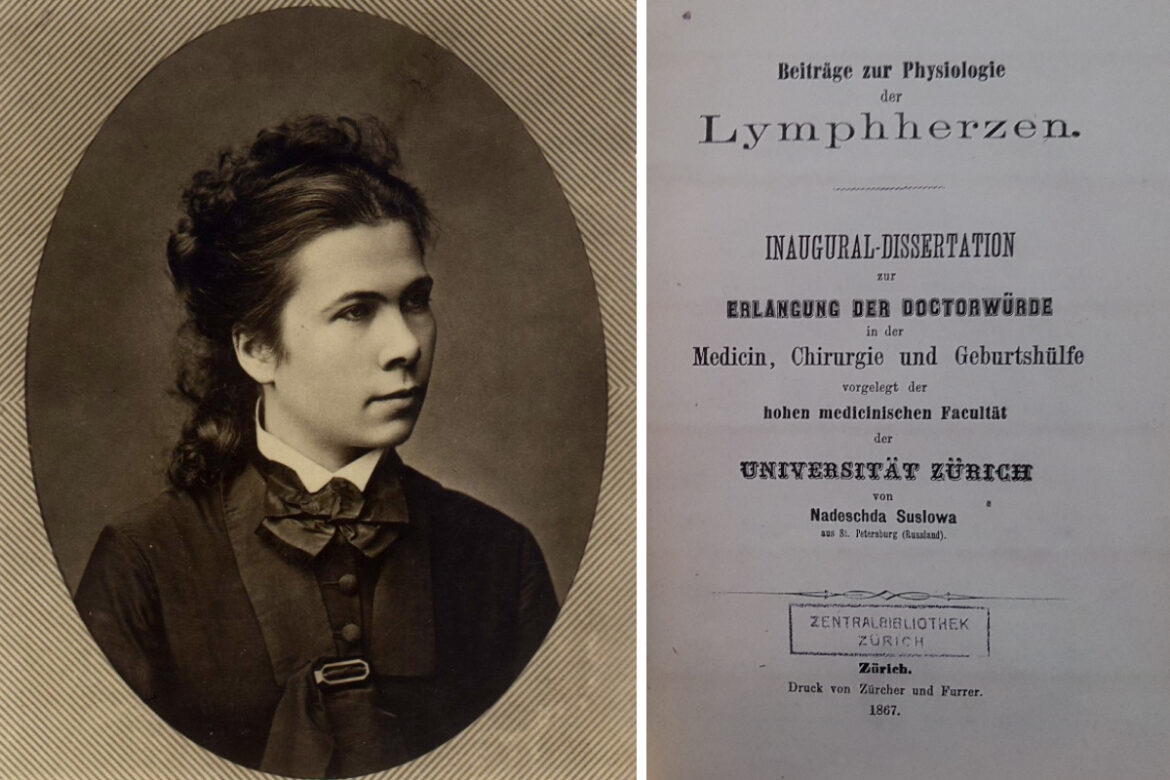 Beiträge zur Physiologie
der
Lymphherzen.
INAUGURAL-DISSERTATION
zur
ERLANGUNG DER DOCTORWÜRDE
in der
Medicin, Chirurgie und Geburtshülfe
vorgelegt der
hohen medicinischen Facultät
der
UNIVERSITÄT ZÜRICH
von
Nadeschda Suslowa
aus St. Petersburg (Russland).
ZENTRALBIBLIOTHEK
ZÜRICH
Zürich.
Druck von Zürcher und Furrer.
1867.